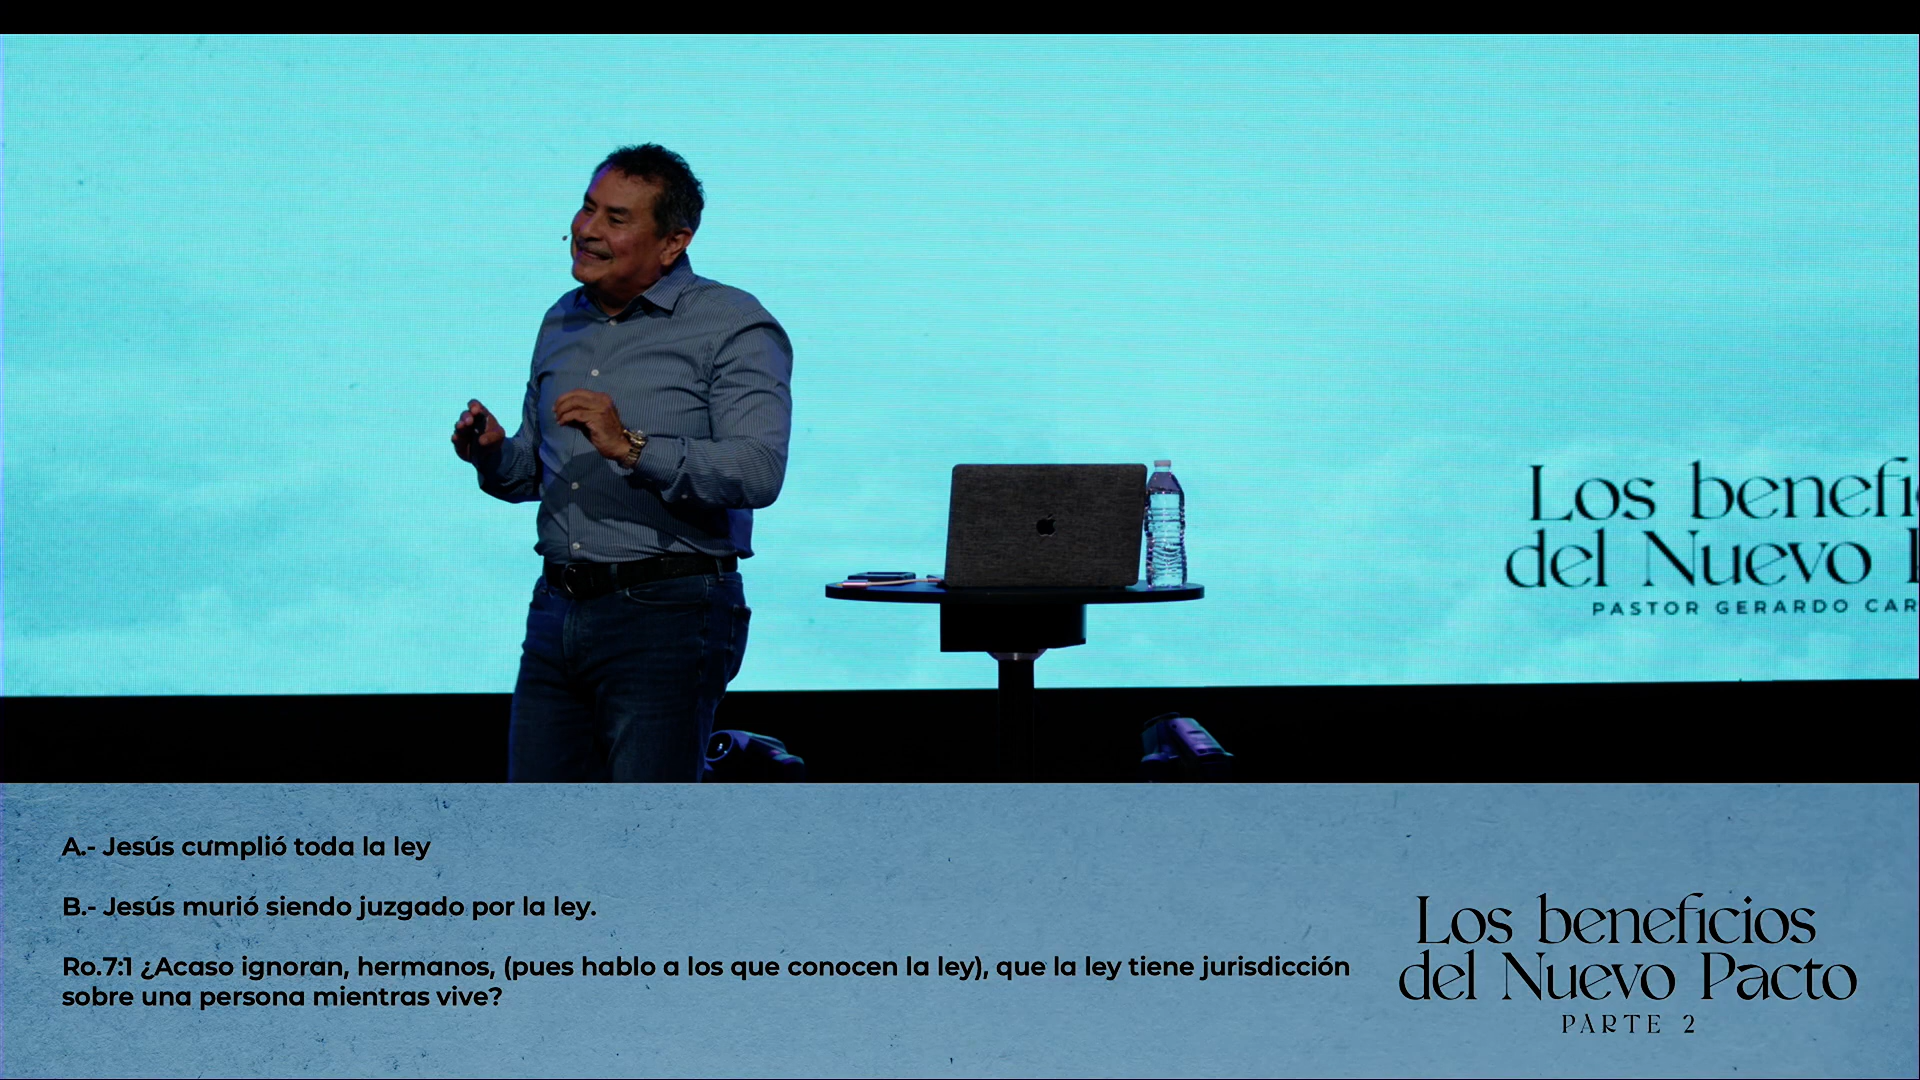 Los benefi
del Nuevo
PASTOR GERARDO CAR
A.- Jesús cumplió toda la ley
B.- Jesús murió siendo juzgado por la ley.
Ro.7:1 ¿Acaso ignoran, hermanos, (pues hablo a los que conocen la ley), que la ley tiene jurisdicción
sobre una persona mientras vive?
Los beneficios
del Nuevo Pacto
PARTE 2